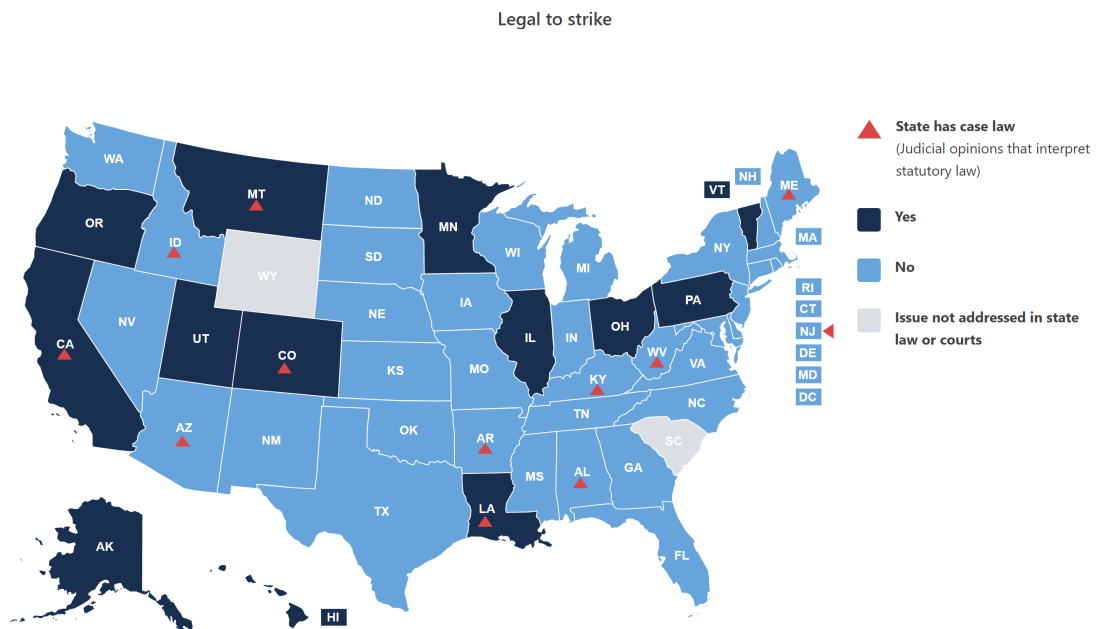 Legal to strike
State has case law
(Judicial opinions that interpret
statutory law)
Yes
No
Issue not addressed in state
law or courts
WA
MT
ND
MN
VT
NH
ME
OR
ID
SD
WI
MI
NY
MA
WY
IA
PA
RI
NV
UT
CO
NE
IL
IN
OH
CT
CA
KS
MO
WV
VA
NJ
KY
DE
MD
AZ
NM
OK
AR
TN
NC
DC
MS
AL
GA
SC
TX
LA
FL
AK
HI